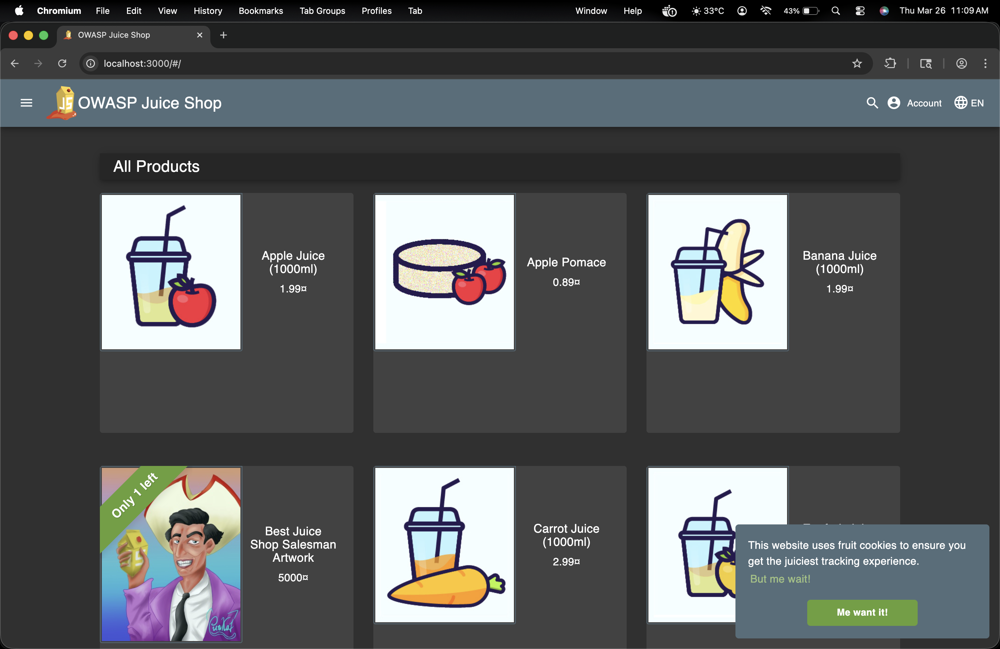 Chromium File Edit View History Bookmarks Tab Groups Profiles Tab Window Help 33°C 43% Thu Mar 26 11:09 AM
OWASP Juice Shop
localhost:3000/#/
JS OWASP Juice Shop Account EN
All Products
Apple Juice
(1000ml)
1.99¤
Apple Pomace
0.89¤
Banana Juice
(1000ml)
1.99¤
Only 1 left
Best Juice
Shop Salesman
Artwork
5000¤
Carrot Juice
(1000ml)
2.99¤
This website uses fruit cookies to ensure you
get the juiciest tracking experience.
But me wait!
Me want it!